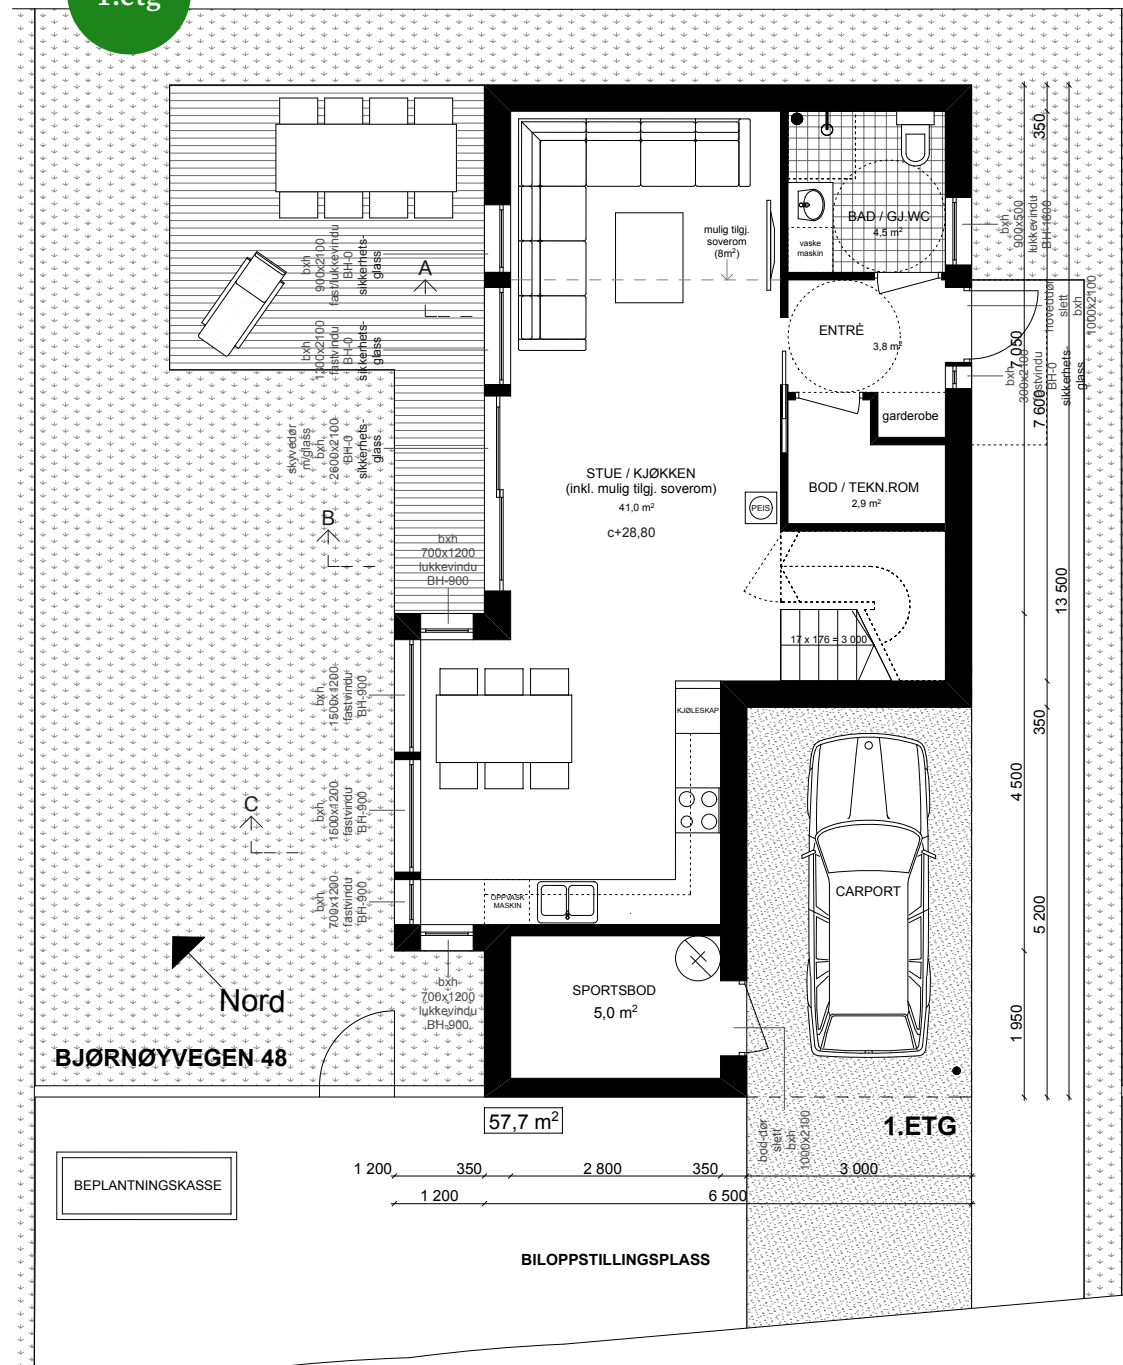 1.etg
mulig tilgj.
soverom
(8m²)
BAD / GJ.WC
4,5 m²
vaske
maskin
bxh
900x500
lukkevindu
BH-1600
350
bxh
900x2100
fast/lukkevindu
BH-0
sikkerhets-
glass
A
bxh
1300x2100
fastvindu
BH-0
sikkerhets-
glass
ENTRÈ
3,8 m²
hoveddør
slett
bxh
1000x2100
7 050
bxh
300x2100
fastvindu
BH-0
sikkerhets-
glass
7 600
garderobe
skyvedør
m/glass
bxh
2600x2100
BH-0
sikkerhets-
glass
STUE / KJØKKEN
(inkl. mulig tilgj. soverom)
41,0 m²
c+28,80
BOD / TEKN.ROM
2,9 m²
PEIS
B
bxh
700x1200
lukkevindu
BH-900
13 500
17 x 176 = 3 000
bxh
1500x1200
fastvindu
BH-900
KJØLESKAP
350
4 500
C
bxh
1500x1200
fastvindu
BH-900
CARPORT
bxh
700x1200
fastvindu
BH-900
OPPVASK
MASKIN
5 200
Nord
bxh
700x1200
lukkevindu
BH-900
SPORTSBOD
5,0 m²
1 950
BJØRNØYVEGEN 48
57,7 m²
bod-dør
slett
bxh
1000x2100
1.ETG
BEPLANTNINGSKASSE
1 200 350 2 800 350 3 000
1 200 6 500
BILOPPSTILLINGSPLASS